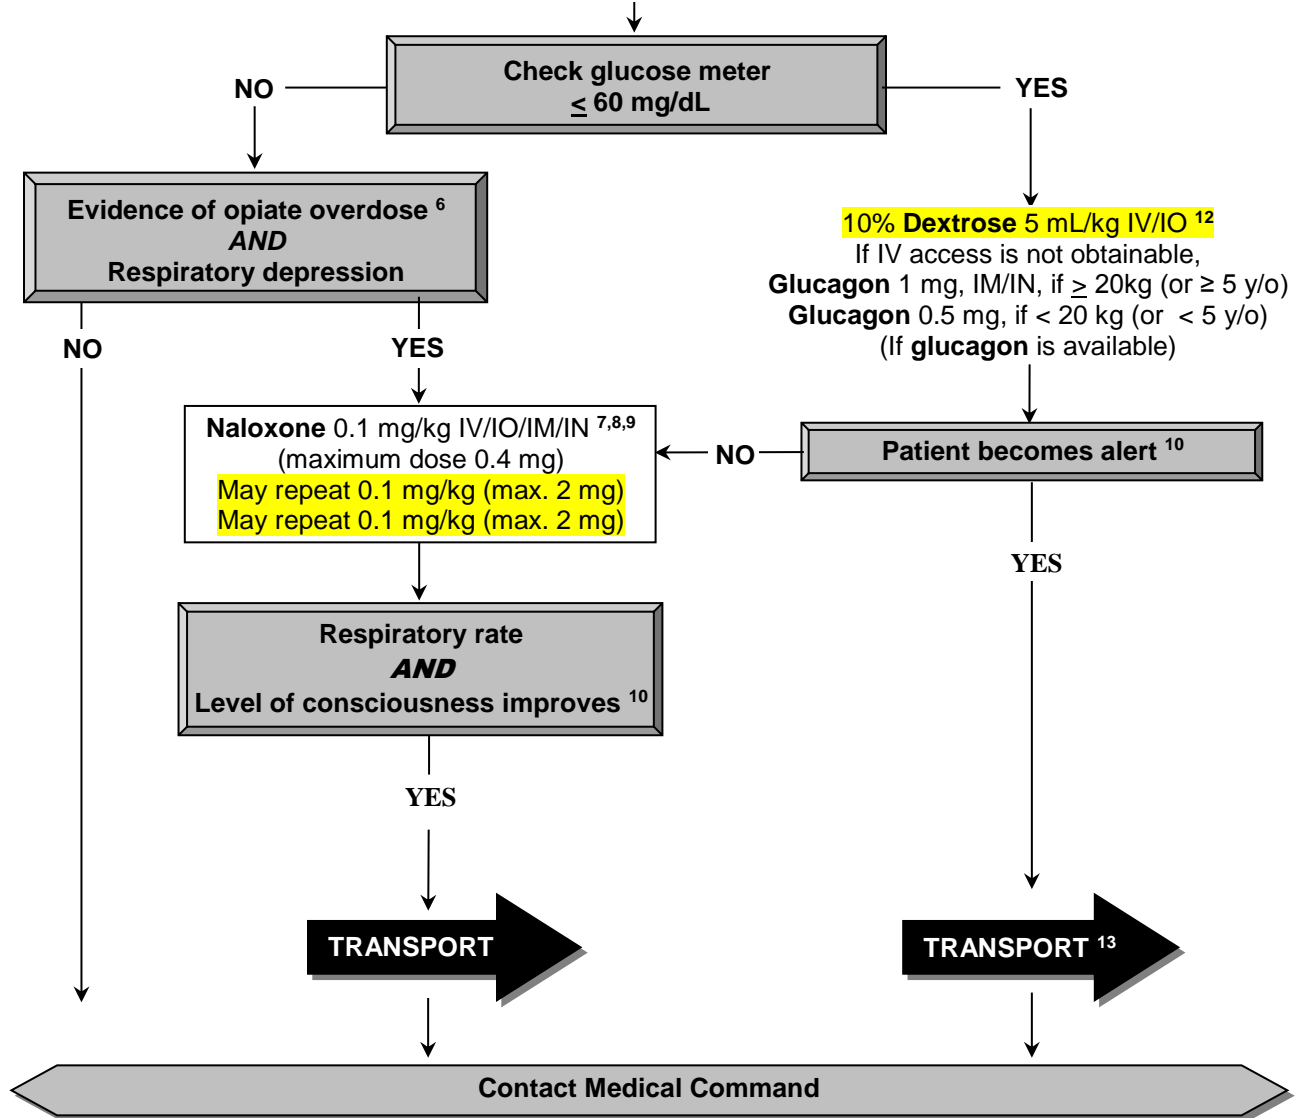 Check glucose meter
≤ 60 mg/dL
NO
YES
Evidence of opiate overdose 6
AND
Respiratory depression
10% Dextrose 5 mL/kg IV/IO 12
If IV access is not obtainable,
Glucagon 1 mg, IM/IN, if ≥ 20kg (or ≥ 5 y/o)
Glucagon 0.5 mg, if < 20 kg (or < 5 y/o)
(If glucagon is available)
NO
YES
Naloxone 0.1 mg/kg IV/IO/IM/IN 7,8,9
(maximum dose 0.4 mg)
May repeat 0.1 mg/kg (max. 2 mg)
May repeat 0.1 mg/kg (max. 2 mg)
NO
Patient becomes alert 10
YES
Respiratory rate
AND
Level of consciousness improves 10
YES
TRANSPORT
TRANSPORT 13
Contact Medical Command